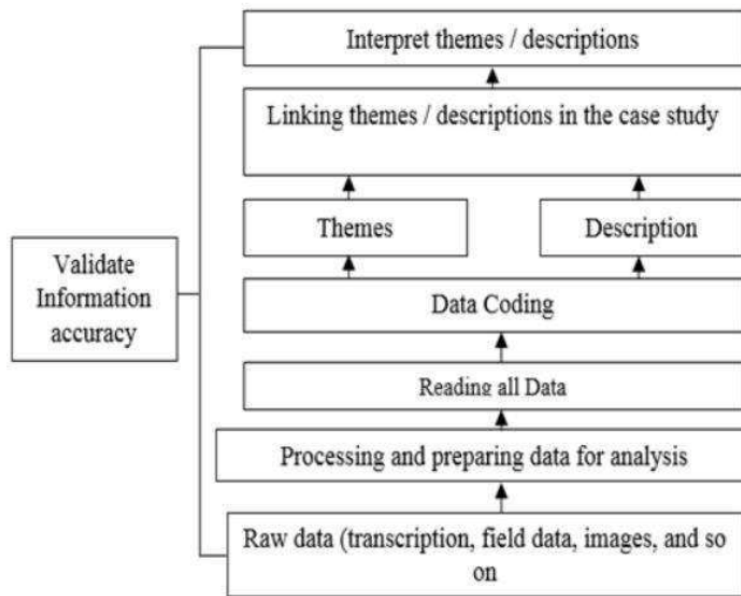 Interpret themes / descriptions
Linking themes / descriptions in the case study
Themes
Description
Validate
Information
accuracy
Data Coding
Reading all Data
Processing and preparing data for analysis
Raw data (transcription, field data, images, and so
on